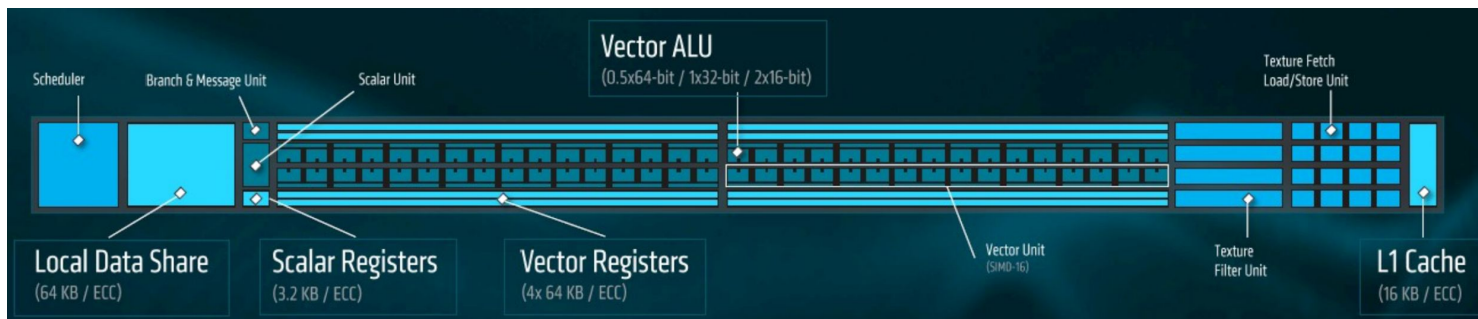 Scheduler
Branch & Message Unit
Scalar Unit
Vector ALU
(0.5x64-bit / 1x32-bit / 2x16-bit)
Texture Fetch
Load/Store Unit
Local Data Share
(64 KB / ECC)
Scalar Registers
(3.2 KB / ECC)
Vector Registers
(4x 64 KB / ECC)
Vector Unit
(SIMD-16)
Texture
Filter Unit
L1 Cache
(16 KB / ECC)